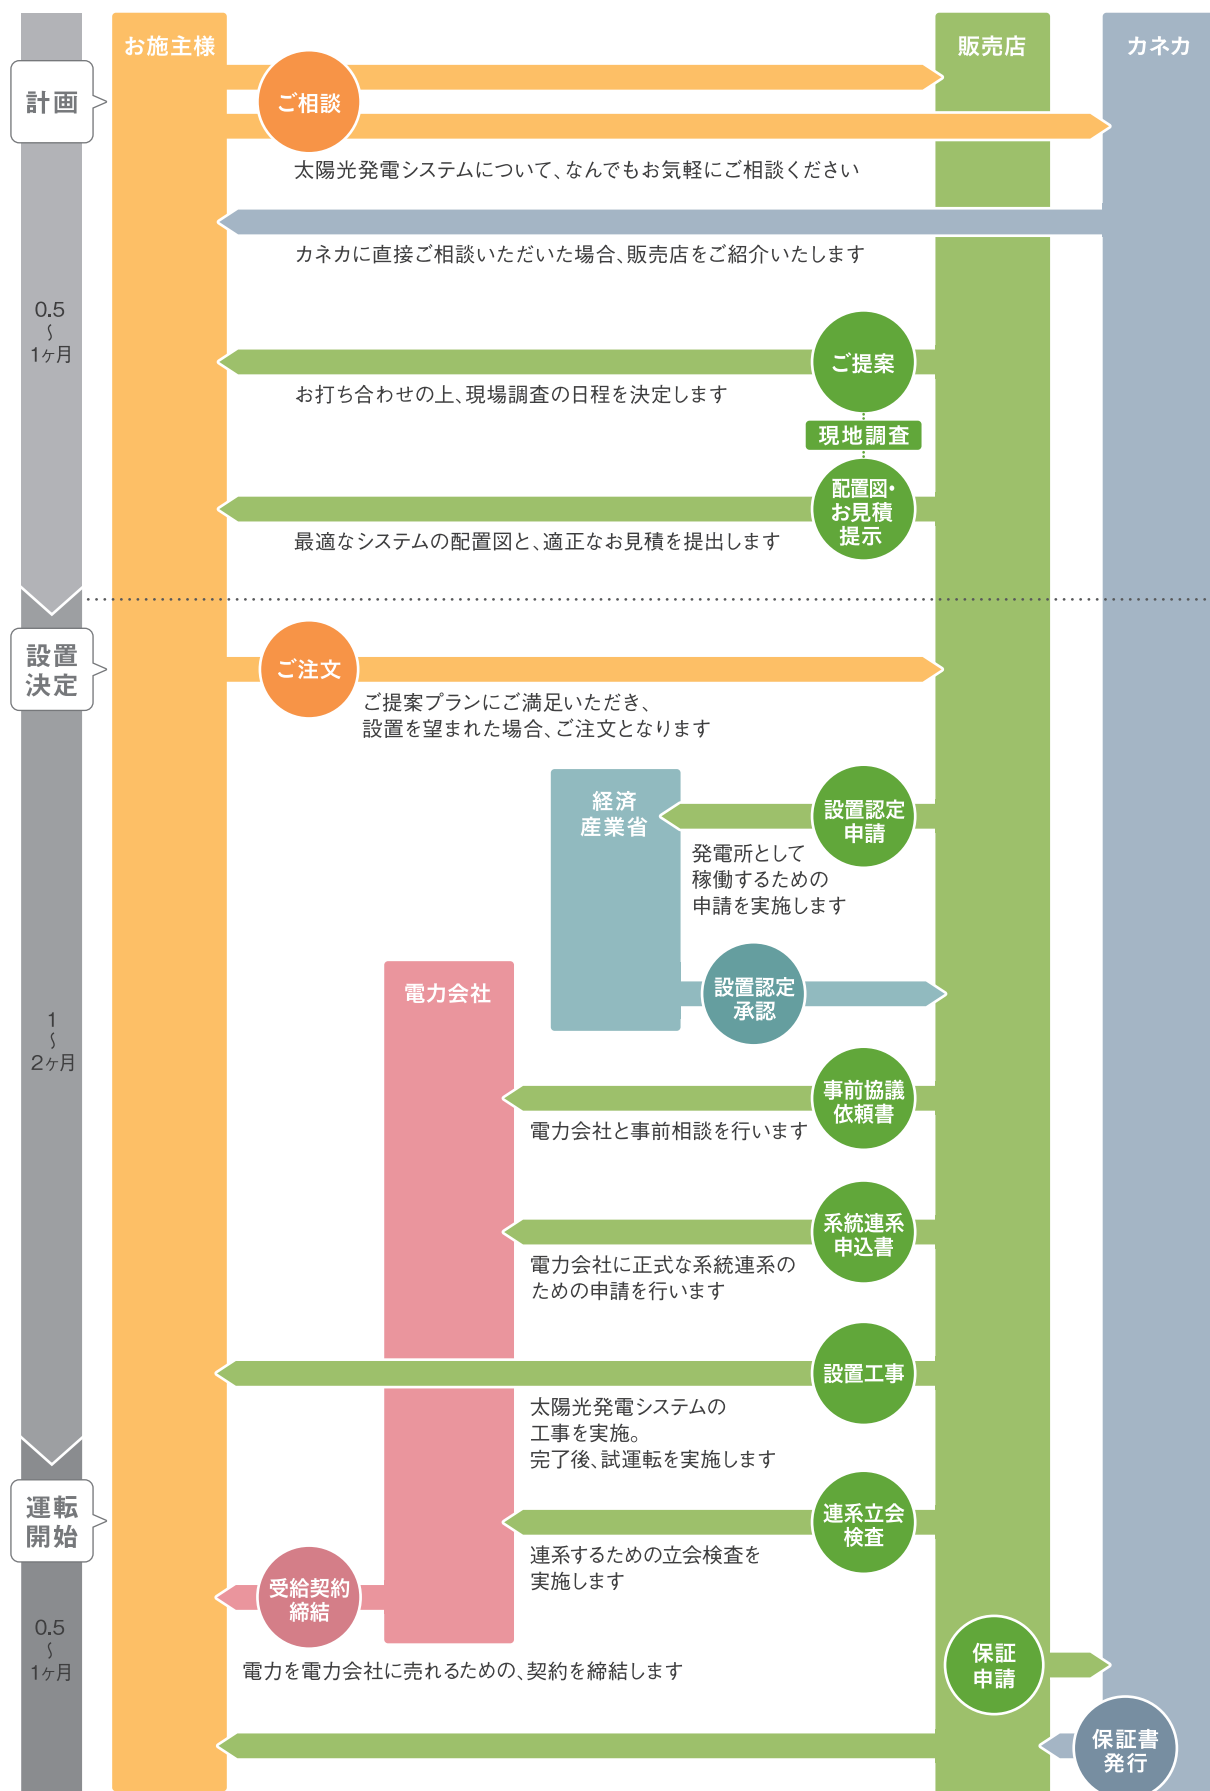 お施主様
販売店
カネカ
計画
ご相談
太陽光発電システムについて、なんでもお気軽にご相談ください
カネカに直接ご相談いただいた場合、販売店をご紹介いたします
0.5
〜
1ヶ月
ご提案
お打ち合わせの上、現場調査の日程を決定します
現地調査
配置図・
お見積
提示
最適なシステムの配置図と、適正なお見積を提出します
設置
決定
ご注文
ご提案プランにご満足いただき、
設置を望まれた場合、ご注文となります
経済
産業省
設置認定
申請
発電所として
稼働するための
申請を実施します
電力会社
設置認定
承認
1
〜
2ヶ月
事前協議
依頼書
電力会社と事前相談を行います
系統連系
申込書
電力会社に正式な系統連系の
ための申請を行います
設置工事
太陽光発電システムの
工事を実施。
完了後、試運転を実施します
運転
開始
連系立会
検査
連系するための立会検査を
実施します
受給契約
締結
0.5
〜
1ヶ月
電力を電力会社に売れるための、契約を締結します
保証
申請
保証書
発行